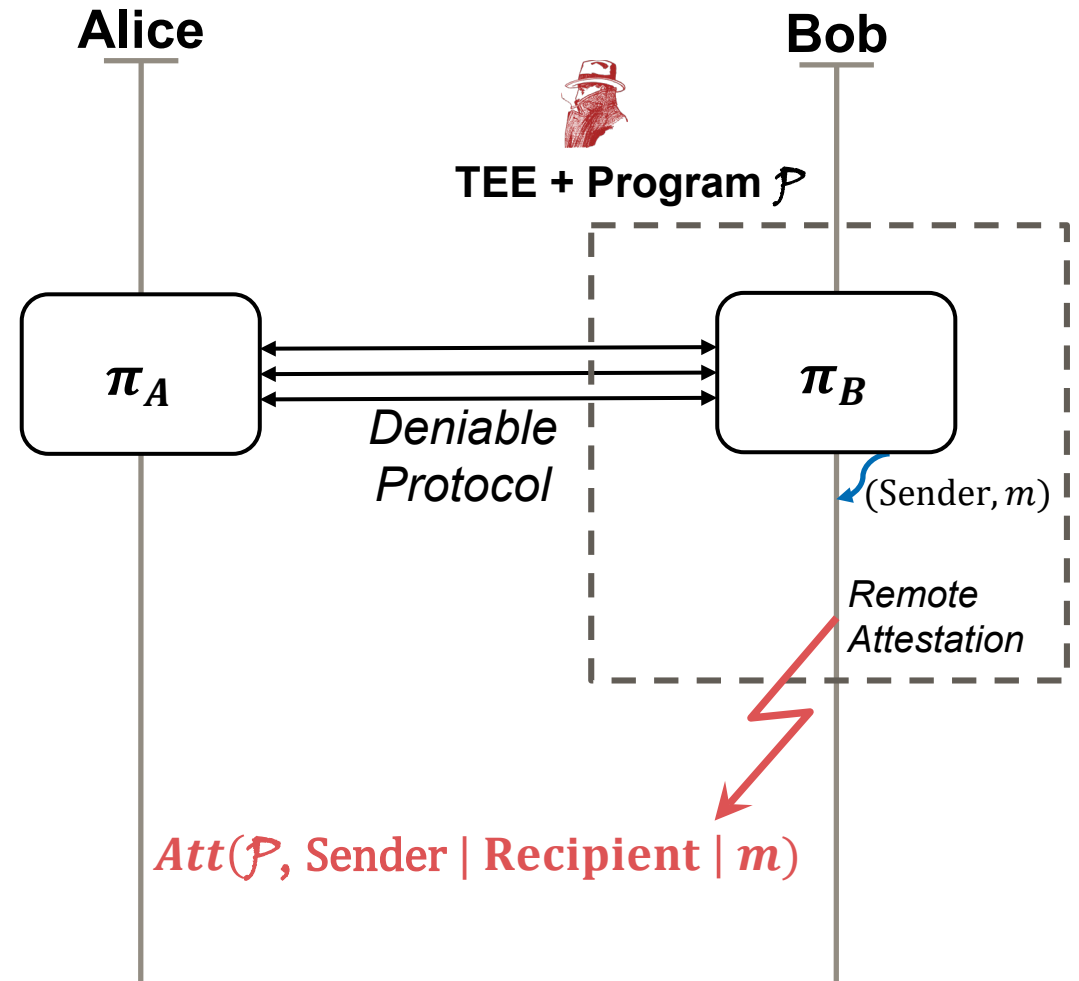 Alice
Bob
TEE + Program 𝒫
π_A
π_B
Deniable
Protocol
(Sender, m)
Remote
Attestation
Att(𝒫, Sender | Recipient | m)